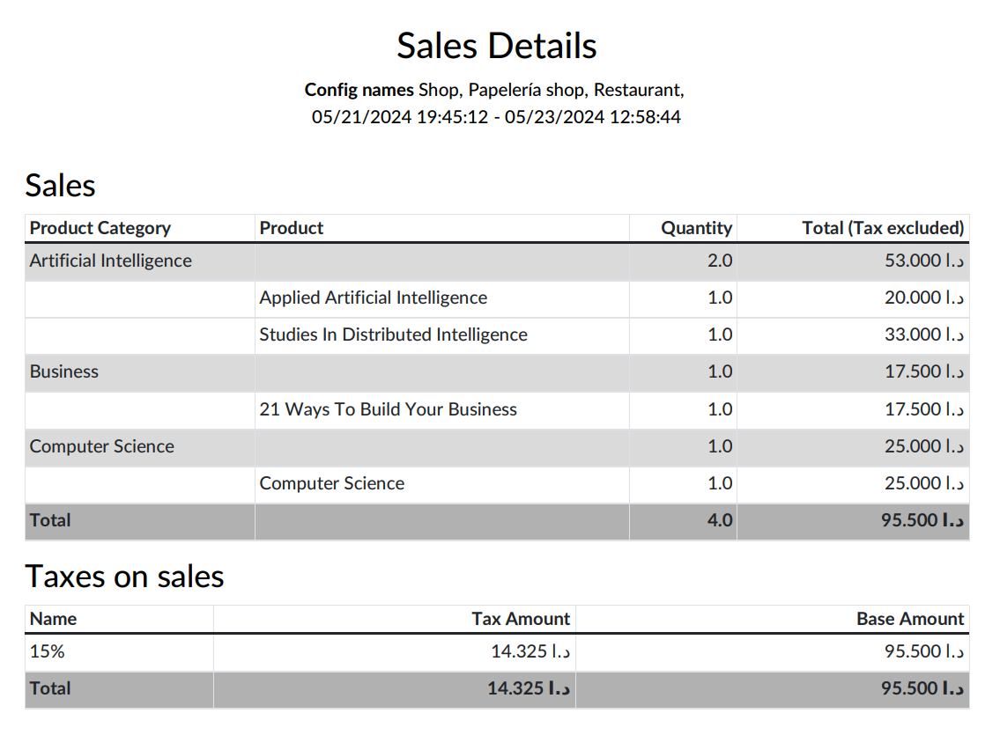 Sales Details
Config names Shop, Papelería shop, Restaurant,
05/21/2024 19:45:12 - 05/23/2024 12:58:44
Sales
Product Category Product Quantity Total (Tax excluded)
Artificial Intelligence 2.0 53.000 د.ا
Applied Artificial Intelligence 1.0 20.000 د.ا
Studies In Distributed Intelligence 1.0 33.000 د.ا
Business 1.0 17.500 د.ا
21 Ways To Build Your Business 1.0 17.500 د.ا
Computer Science 1.0 25.000 د.ا
Computer Science 1.0 25.000 د.ا
Total 4.0 95.500 د.ا
Taxes on sales
Name Tax Amount Base Amount
15% 14.325 د.ا 95.500 د.ا
Total 14.325 د.ا 95.500 د.ا